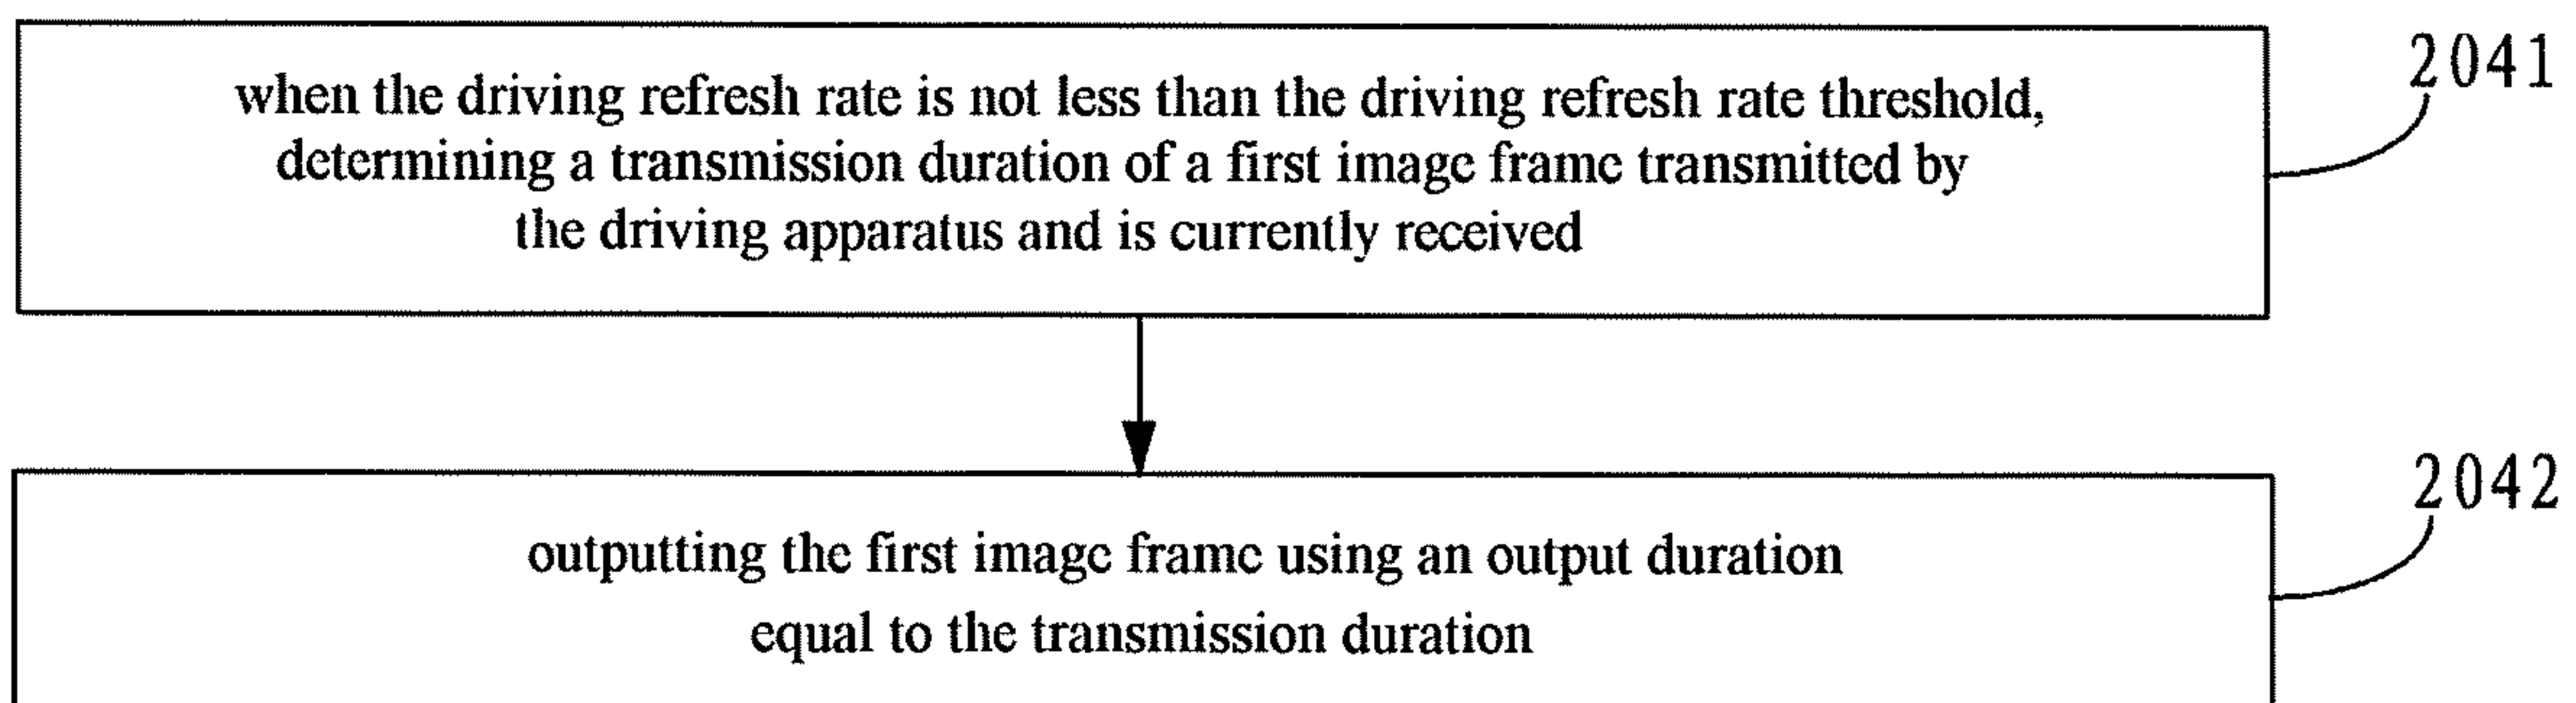 when the driving refresh rate is not less than the driving refresh rate threshold,
2041
determining a transmission duration of a first image frame transmitted by
the driving apparatus and is currently received
2042
outputting the first image frame using an output duration
equal to the transmission duration